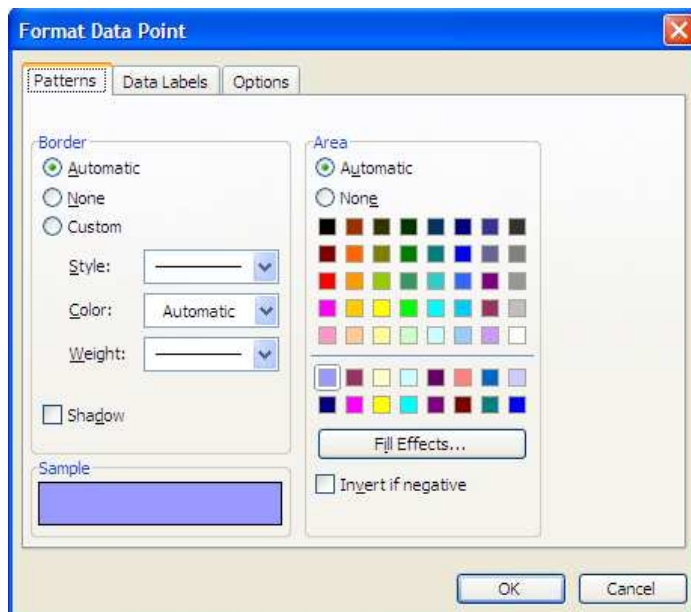 Format Data Point
Patterns Data Labels Options
Border
Automatic
None
Custom
Style:
Color: Automatic
Weight:
Shadow
Sample
Area
Automatic
None
Fill Effects...
Invert if negative
OK Cancel